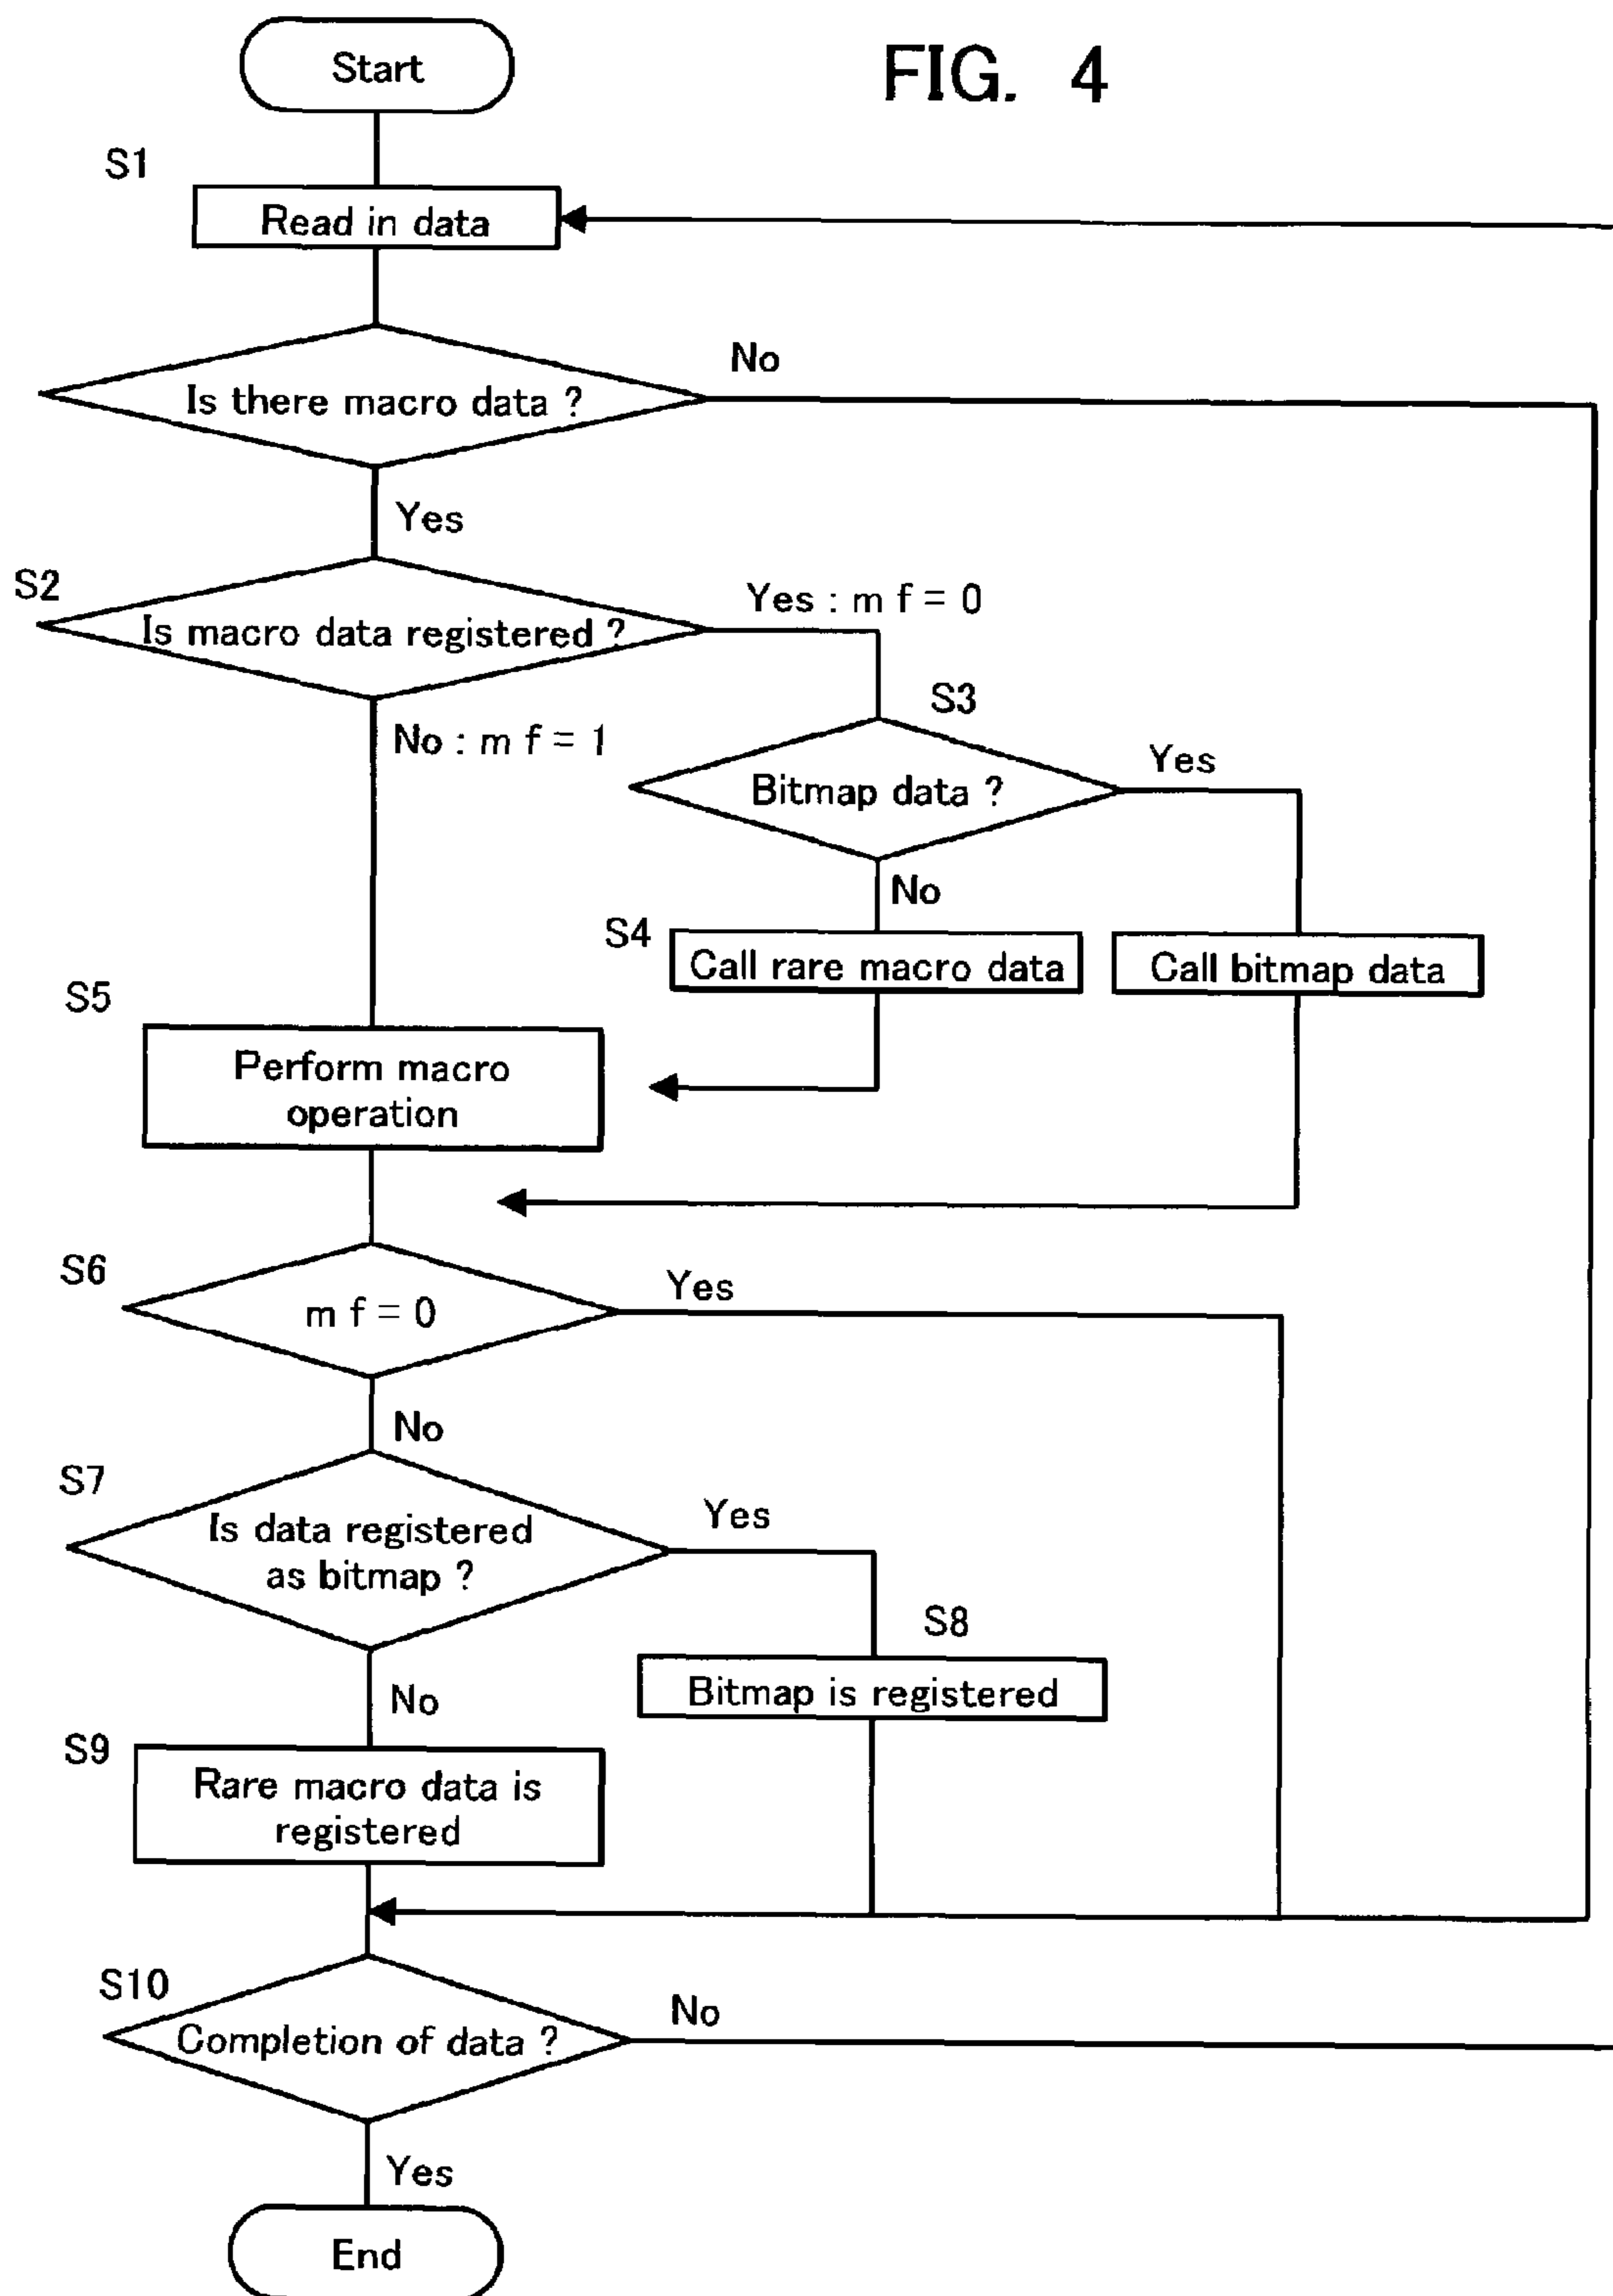 FIG. 4
Start
S1
Read in data
Is there macro data ?
No
Yes
S2
Is macro data registered ?
Yes : m f = 0
No : m f = 1
S3
Bitmap data ?
Yes
No
S4
Call rare macro data
Call bitmap data
S5
Perform macro
operation
S6
m f = 0
Yes
No
S7
Is data registered
as bitmap ?
Yes
No
S8
Bitmap is registered
S9
Rare macro data is
registered
S10
Completion of data ?
No
Yes
End